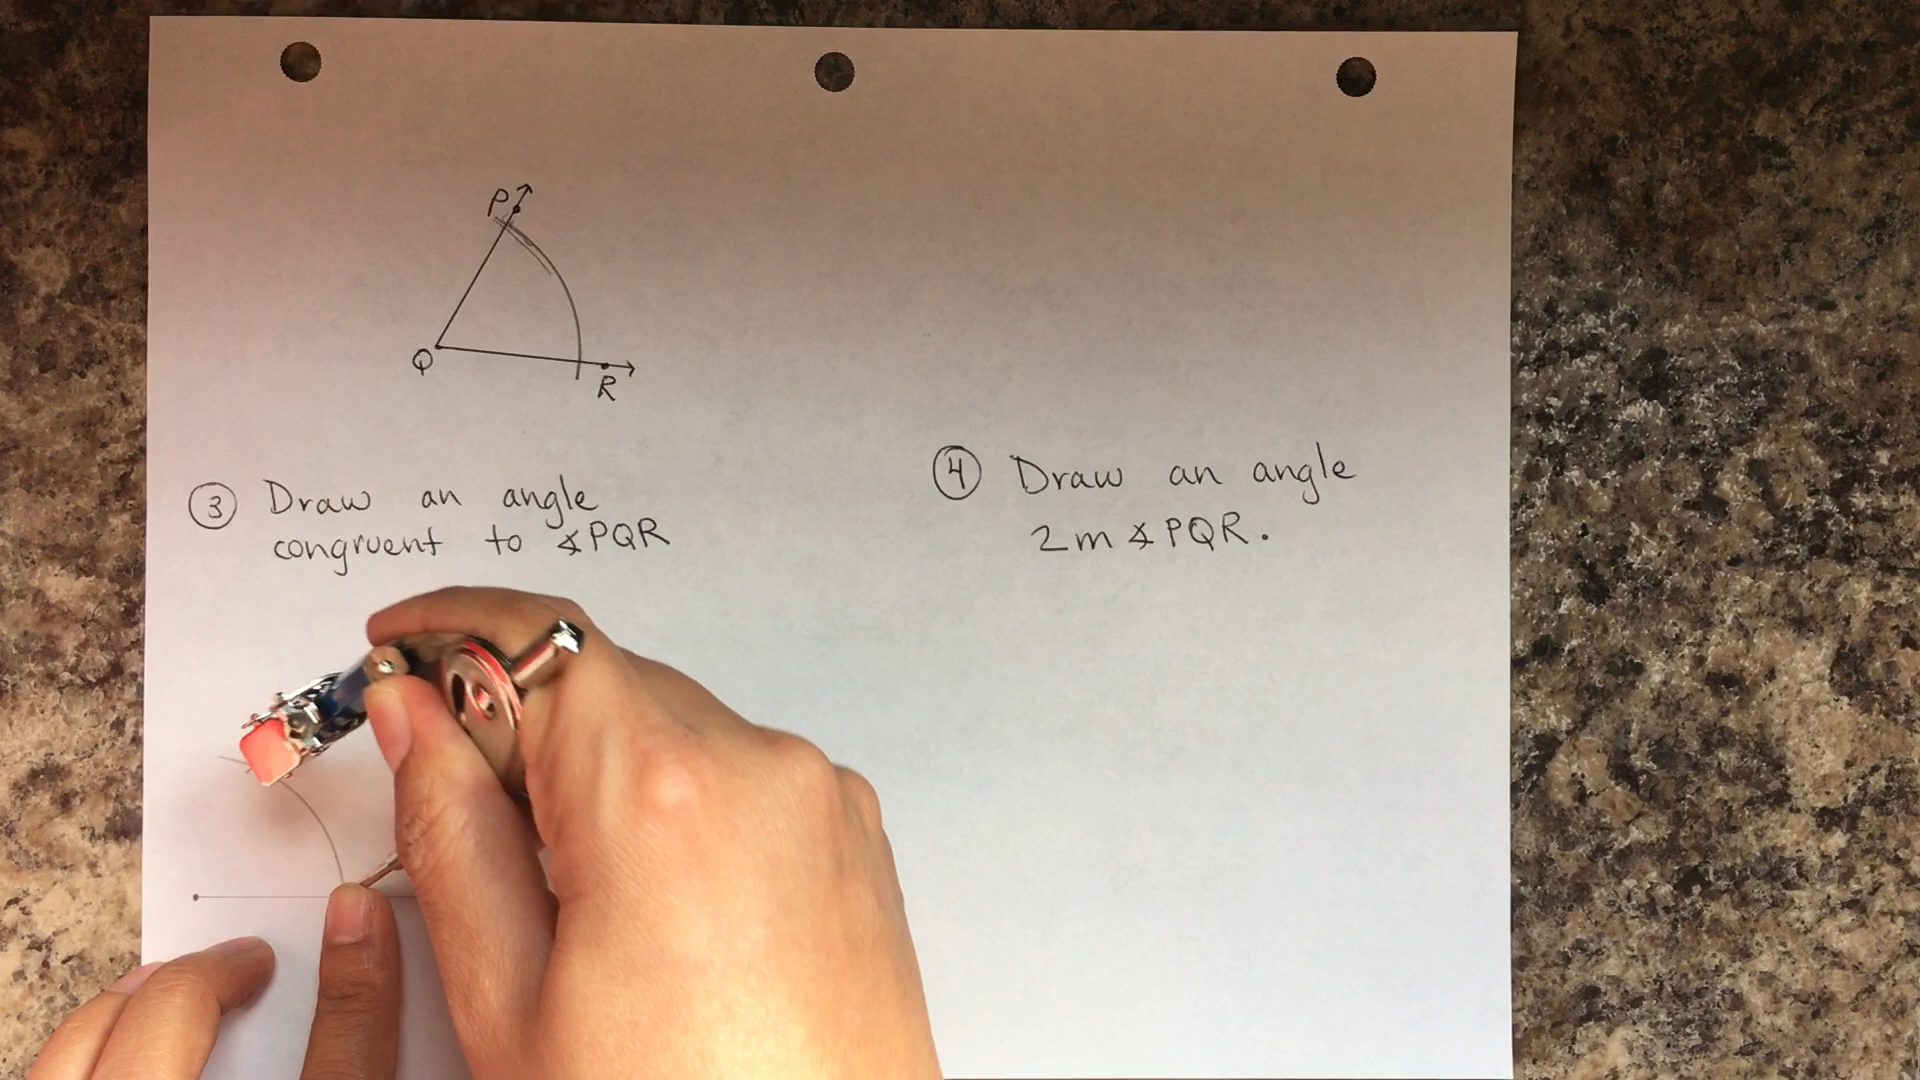 P
Q
R
③ Draw an angle
congruent to ∡PQR
④ Draw an angle
2m∡PQR.